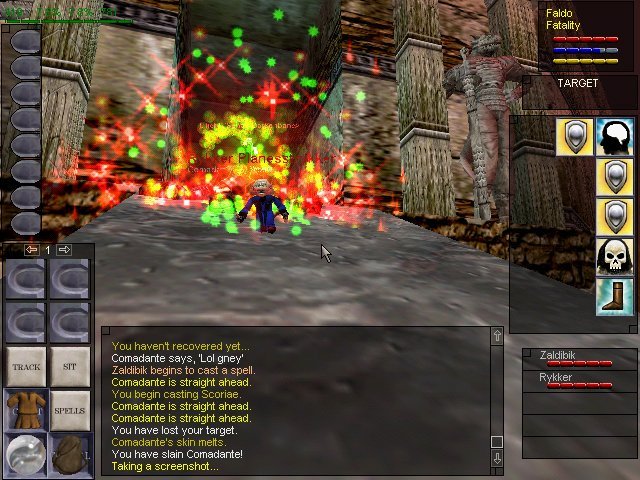 Faldo
Fatality
TARGET
1
TRACK
SIT
SPELLS
You haven't recovered yet...
Comadante says, 'Lol gney'
Zaldibik begins to cast a spell.
Comadante is straight ahead.
You begin casting Scoriae.
Comadante is straight ahead.
Comadante is straight ahead.
You have lost your target.
Comadante's skin melts.
You have slain Comadante!
Taking a screenshot...
Zaldibik
Rykker